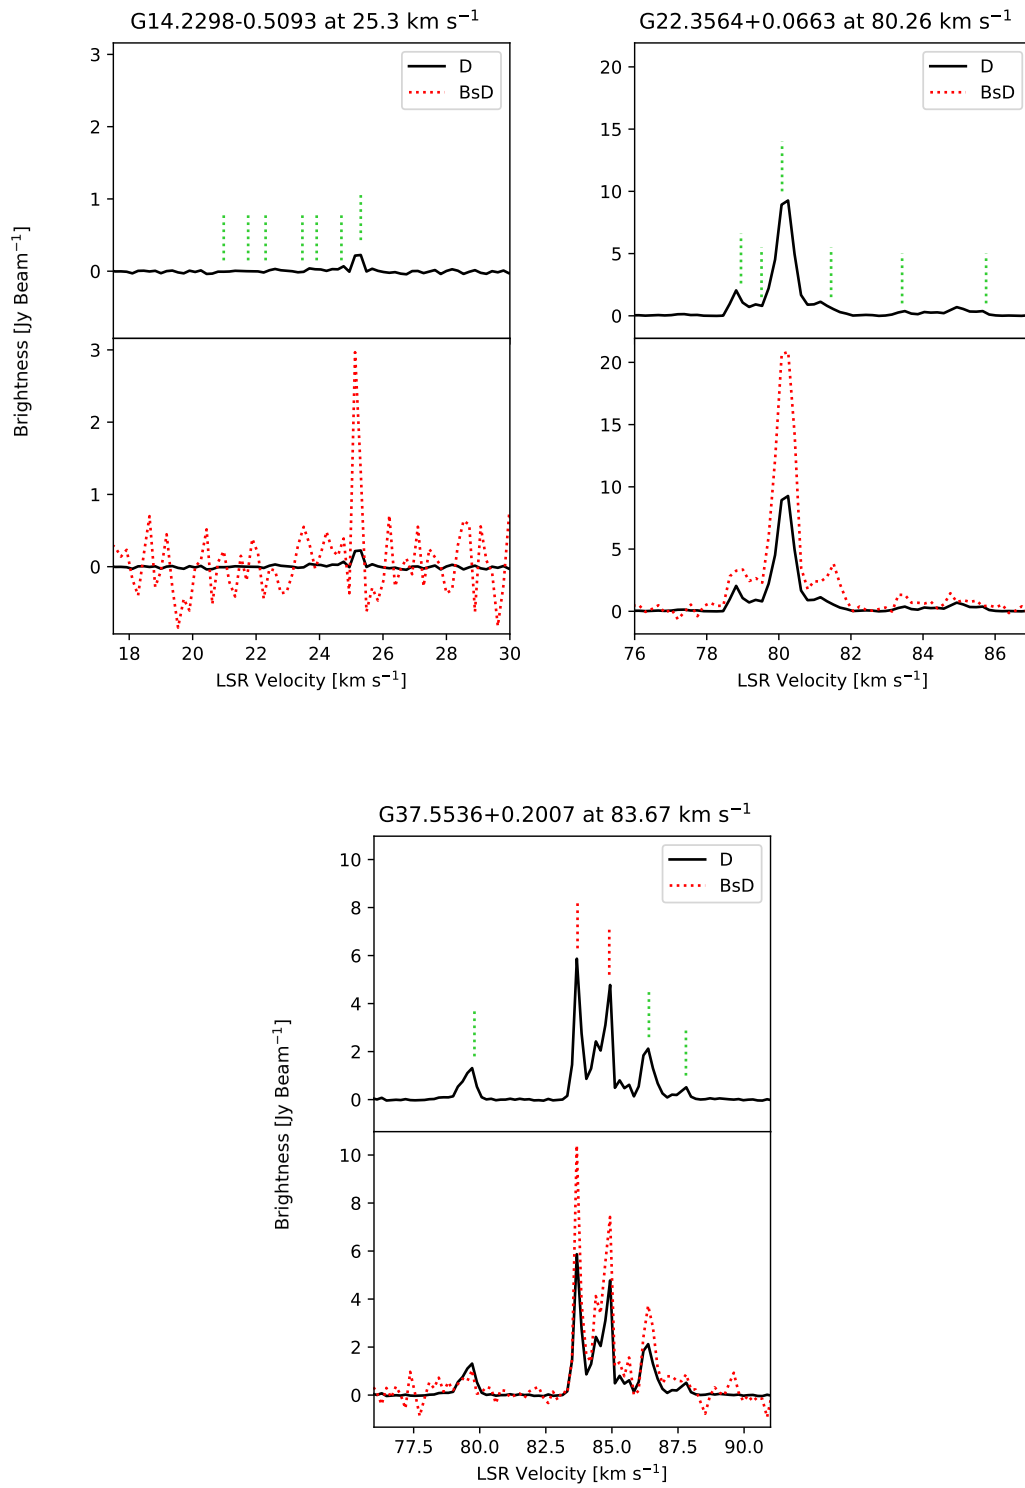 G14.2298-0.5093 at 25.3 km s⁻¹
G22.3564+0.0663 at 80.26 km s⁻¹
Brightness [Jy Beam⁻¹]
3
2
1
0
D
BsD
3
2
1
0
18 20 22 24 26 28 30
LSR Velocity [km s⁻¹]
20
15
10
5
0
D
BsD
20
15
10
5
0
76 78 80 82 84 86
LSR Velocity [km s⁻¹]
G37.5536+0.2007 at 83.67 km s⁻¹
Brightness [Jy Beam⁻¹]
10
8
6
4
2
0
D
BsD
10
8
6
4
2
0
77.5 80.0 82.5 85.0 87.5 90.0
LSR Velocity [km s⁻¹]